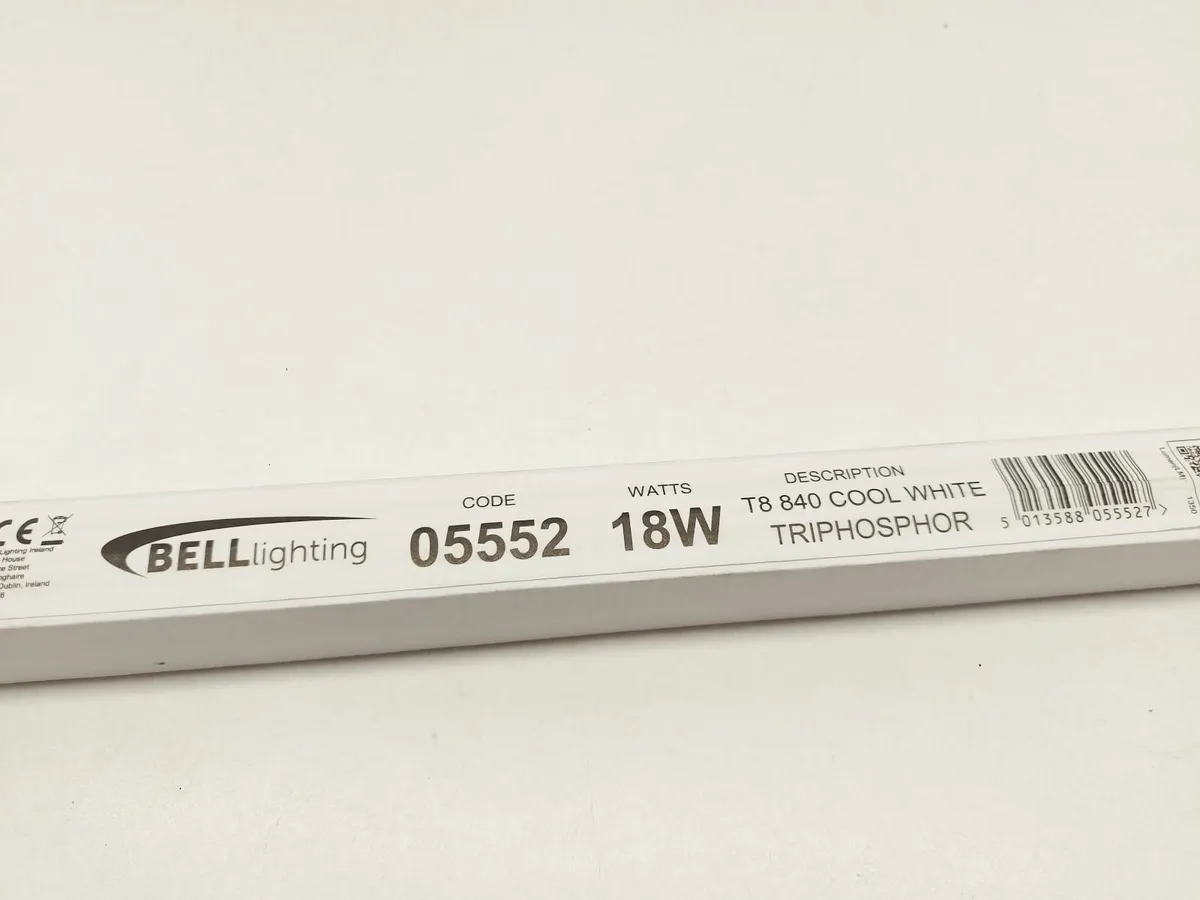 CE
Lighting Ireland
House
Street
Dublin, Ireland
BELLlighting
CODE
05552
WATTS
18W
DESCRIPTION
T8 840 COOL WHITE
TRIPHOSPHOR
5 013588 055527 >
1350